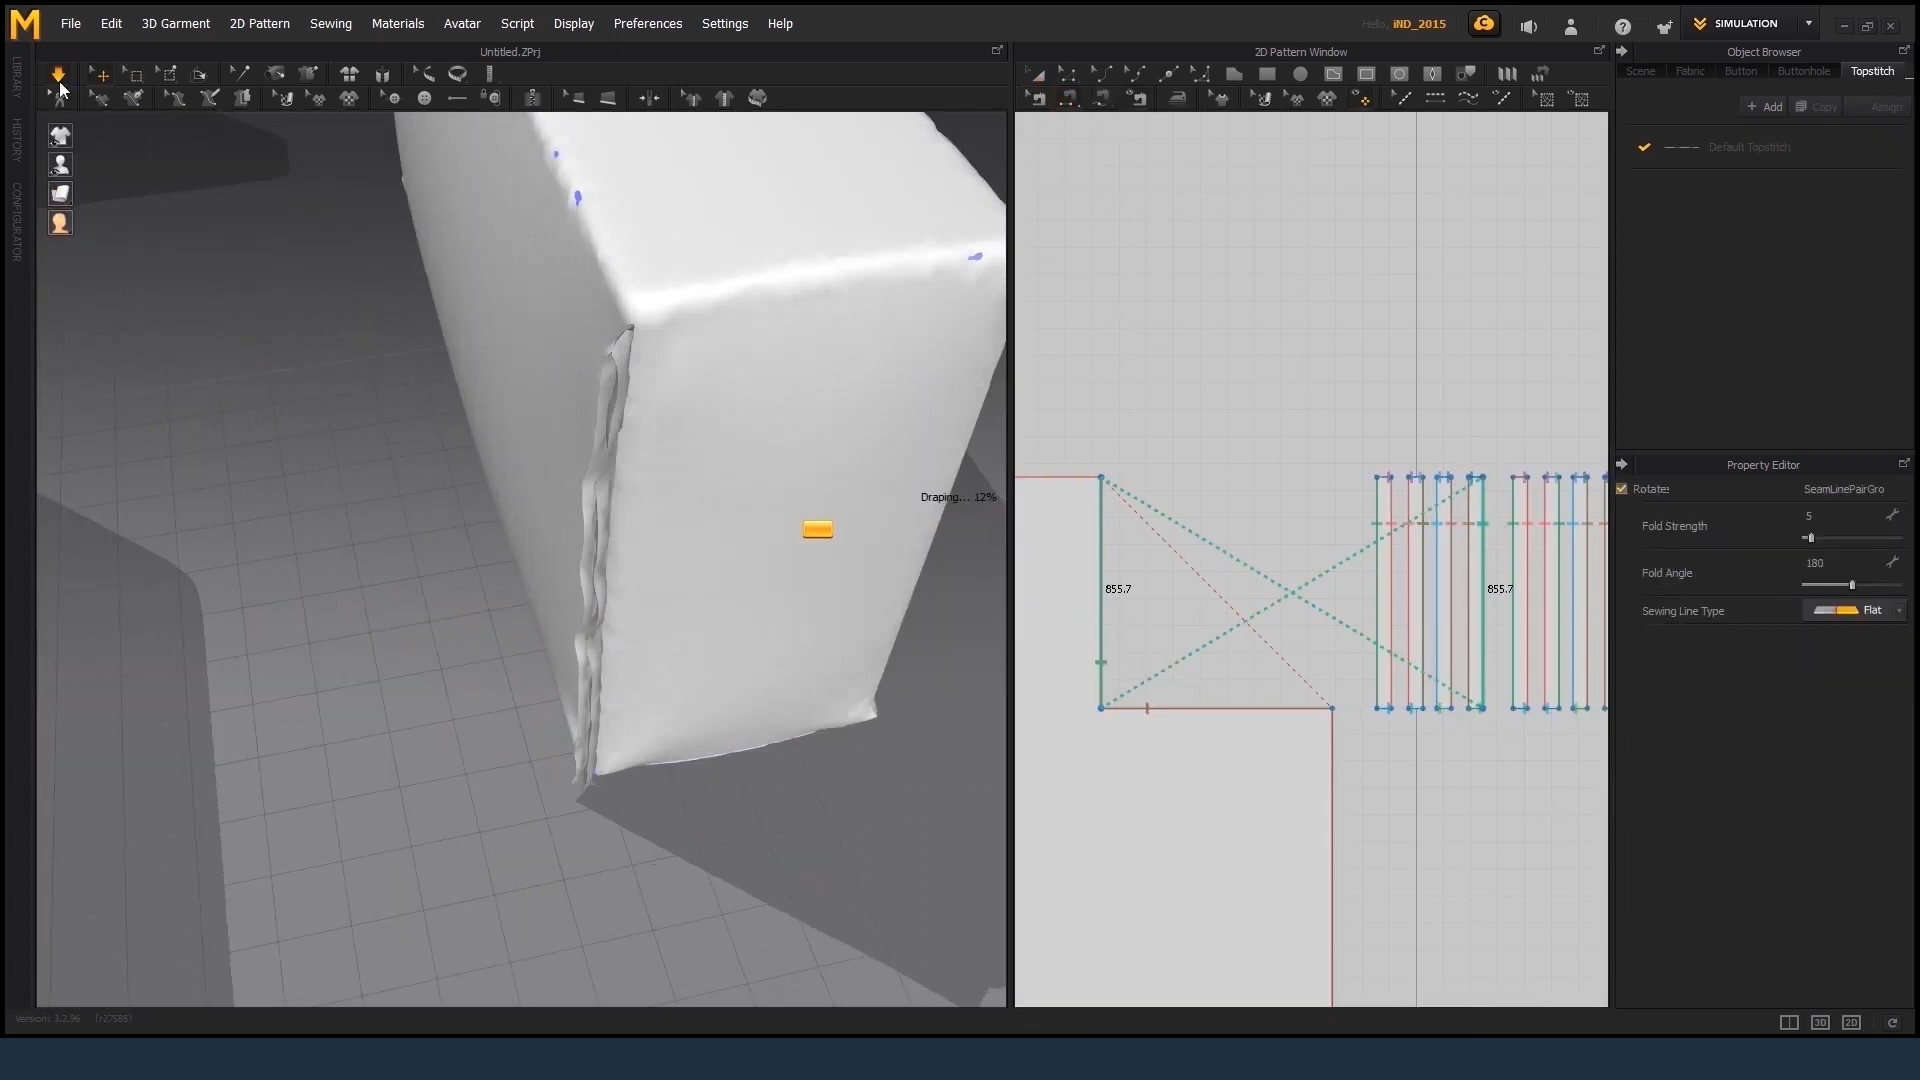 File Edit 3D Garment 2D Pattern Sewing Materials Avatar Script Display Preferences Settings Help
Hello, iND_2015
SIMULATION
Untitled.ZPrj
2D Pattern Window
Object Browser
Scene Fabric Button Buttonhole Topstitch
+ Add Copy Assign
Default Topstitch
LIBRARY
HISTORY
CONFIGURATOR
Draping... 12%
855.7
855.7
Property Editor
Rotate: SeamLinePairGro
Fold Strength 5
Fold Angle 180
Sewing Line Type Flat
Version: 3.2.96 (r27585)
3D 2D